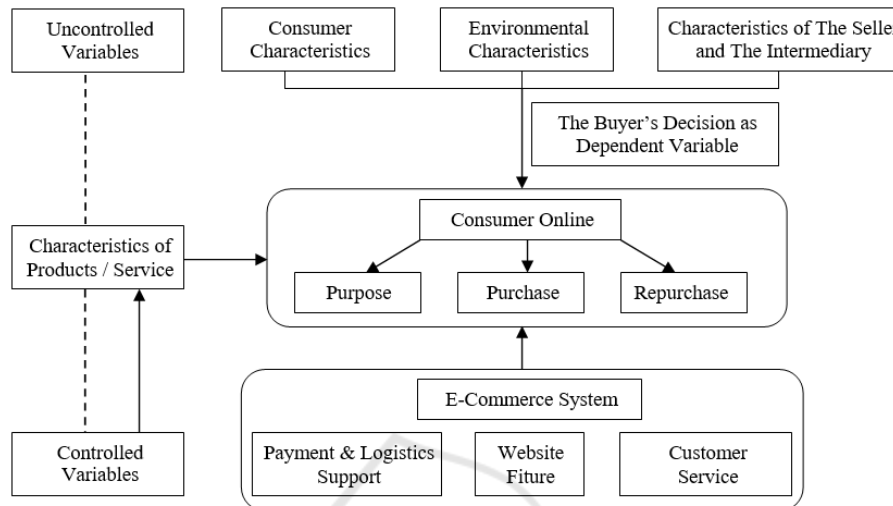 Uncontrolled
Variables
Consumer
Characteristics
Environmental
Characteristics
Characteristics of The Seller
and The Intermediary
The Buyer's Decision as
Dependent Variable
Consumer Online
Characteristics of
Products / Service
Purpose
Purchase
Repurchase
E-Commerce System
Controlled
Variables
Payment & Logistics
Support
Website
Fiture
Customer
Service